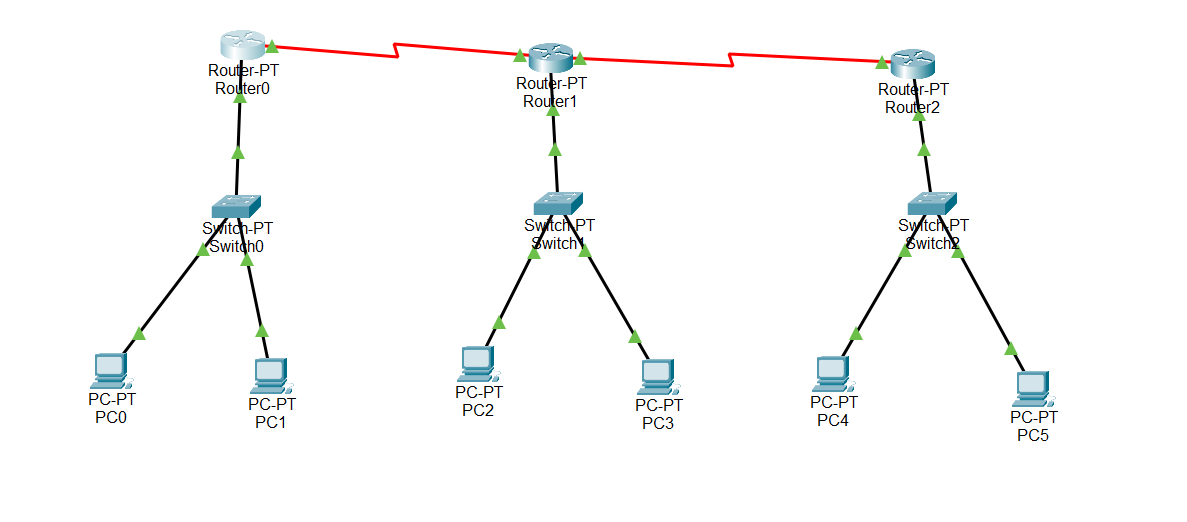 Router-PT
Router0
Router-PT
Router1
Router-PT
Router2
Switch-PT
Switch0
Switch-PT
Switch1
Switch-PT
Switch2
PC-PT
PC0
PC-PT
PC1
PC-PT
PC2
PC-PT
PC3
PC-PT
PC4
PC-PT
PC5